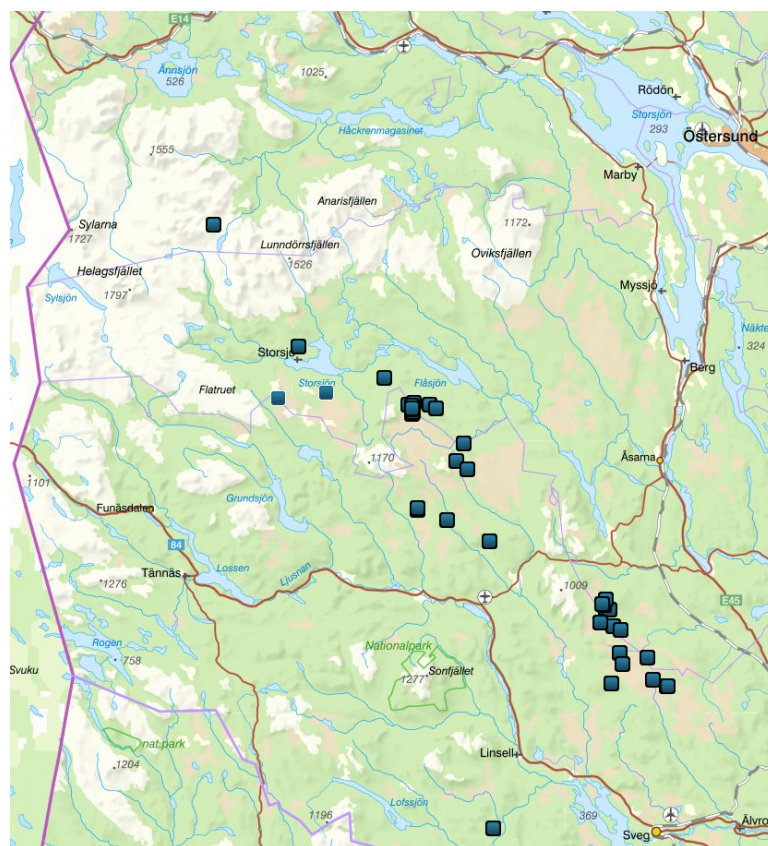 E14
Ånnsjön
526
1025
Rödön
Storsjön
293
Östersund
Håckrenmagasinet
1555
Marby
Anarisfjällen
Sylarna
1727
1172
Lunndörrsfjällen
1526
Oviksfjällen
Helagsfjället
1797
Sylsjön
Myssjö
Näkte
324
Storsjö
Berg
Storsjön
Flåsjön
Flatruet
1170
Åsarna
1101
Grundsjön
Funäsdalen
84
Tännäs
Lossen
Ljusnan
1276
1009
E45
Rogen
758
Nationalpark
Svuku
1277
Sonfjället
nat.park
Linsell
1204
Lofssjön
1196
369
Sveg
Älvro